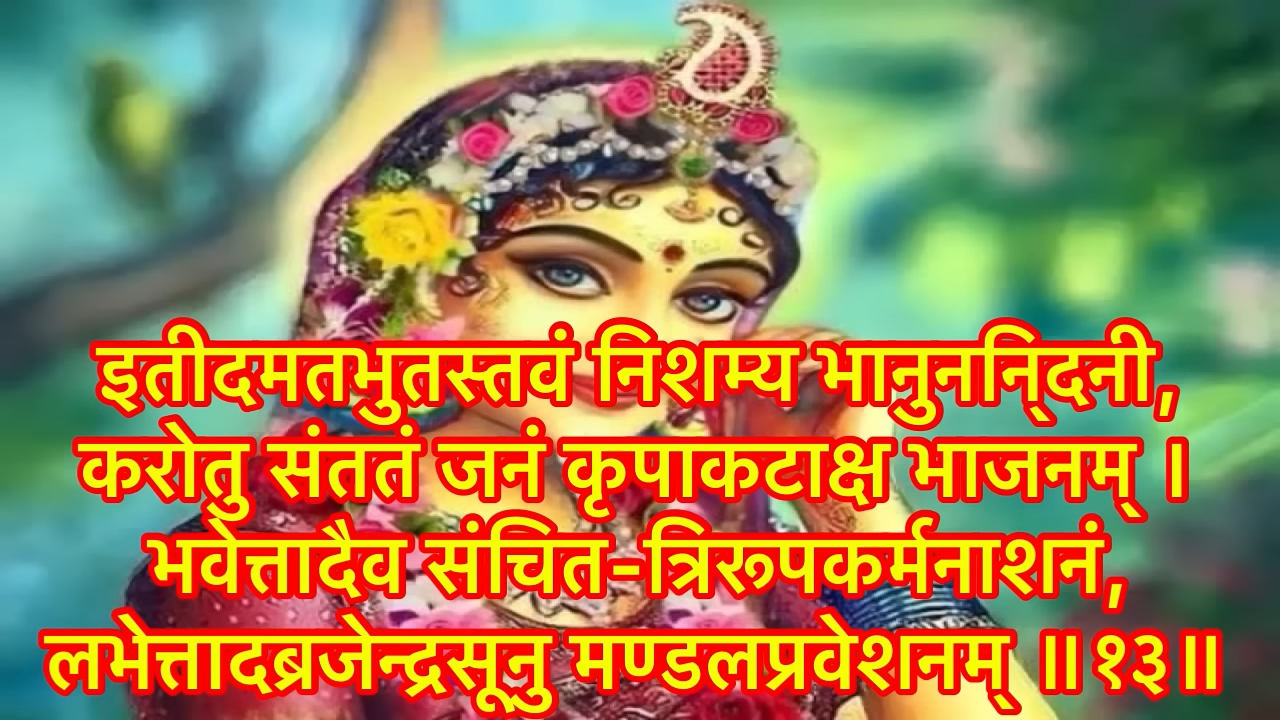 इतीदमतभुतस्तवं निशम्य भानुननि्दनी,
करोतु संततं जनं कृपाकटाक्ष भाजनम् ।
भवेत्तादैव संचित-त्रिरूपकर्मनाशनं,
लभेत्तादब्रजेन्द्रसूनु मण्डलप्रवेशनम् ॥१३॥